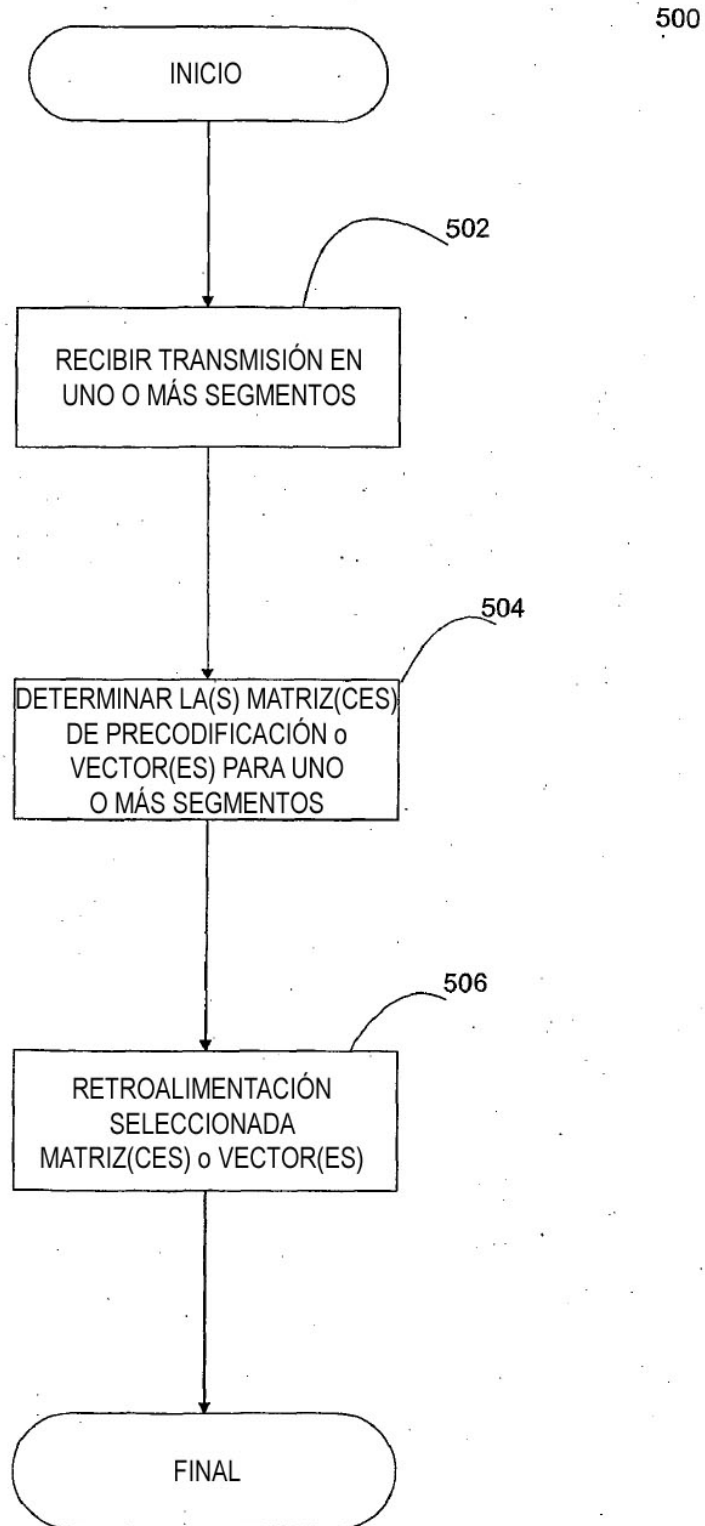 500
INICIO
502
RECIBIR TRANSMISIÓN EN
UNO O MÁS SEGMENTOS
504
DETERMINAR LA(S) MATRIZ(CES)
DE PRECODIFICACIÓN o
VECTOR(ES) PARA UNO
O MÁS SEGMENTOS
506
RETROALIMENTACIÓN
SELECCIONADA
MATRIZ(CES) o VECTOR(ES)
FINAL